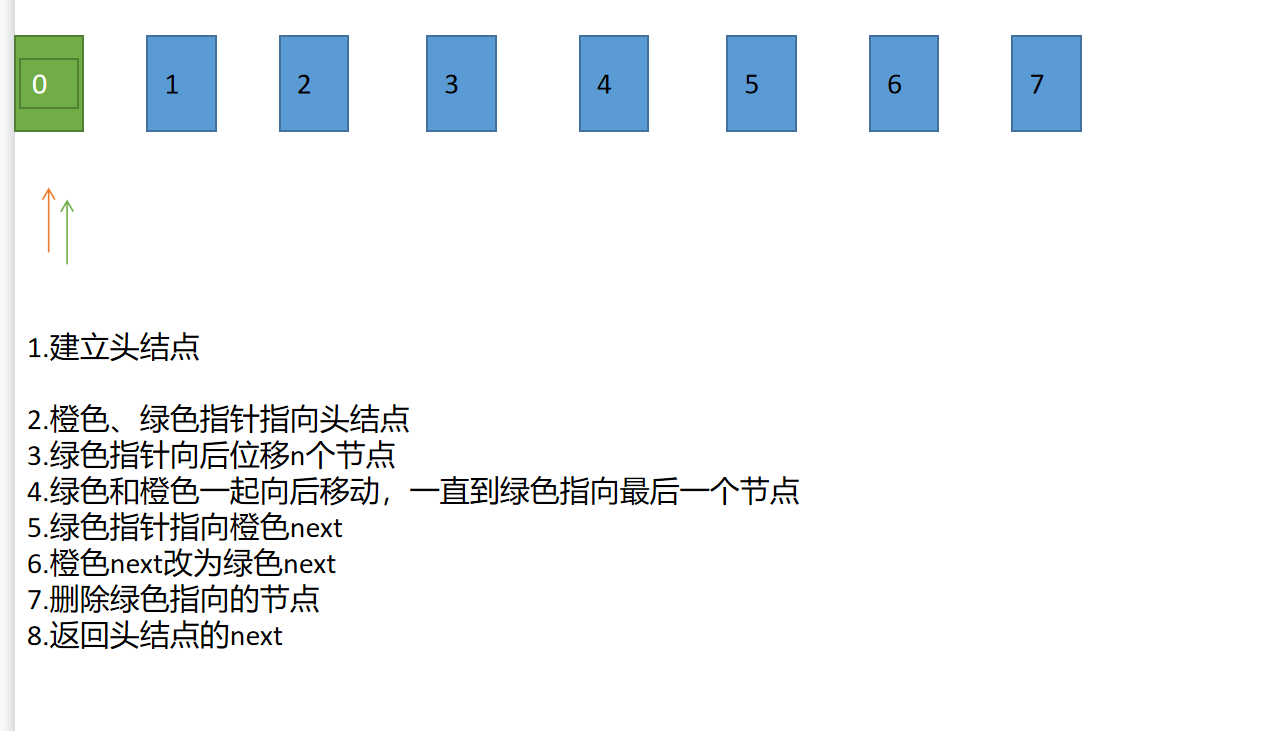 0 1 2 3 4 5 6 7
1.建立头结点
2.橙色、绿色指针指向头结点
3.绿色指针向后位移n个节点
4.绿色和橙色一起向后移动，一直到绿色指向最后一个节点
5.绿色指针指向橙色next
6.橙色next改为绿色next
7.删除绿色指向的节点
8.返回头结点的next